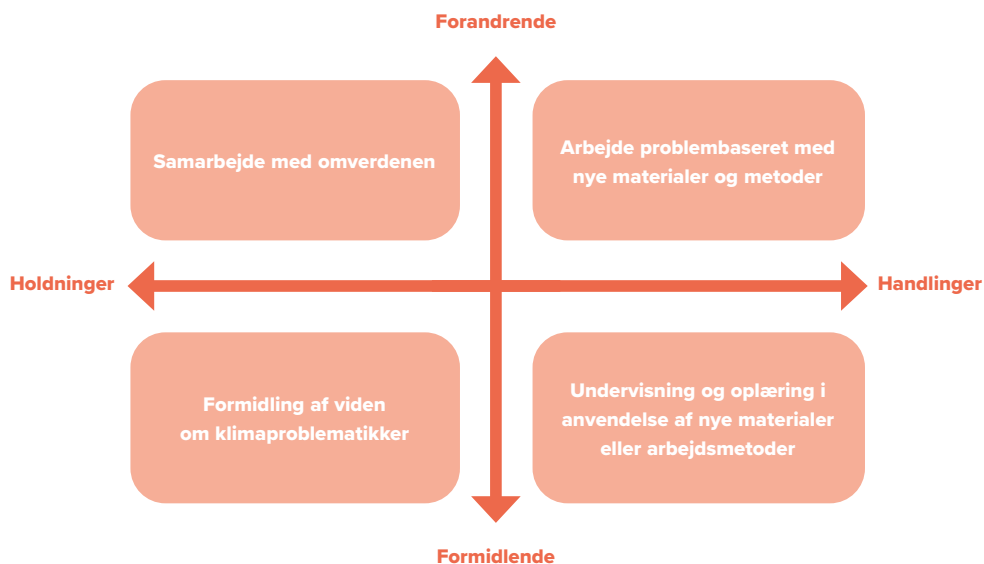 Forandrende
Samarbejde med omverdenen
Arbejde problembaseret med
nye materialer og metoder
Holdninger
Handlinger
Formidling af viden
om klimaproblematikker
Undervisning og oplæring i
anvendelse af nye materialer
eller arbejdsmetoder
Formidlende